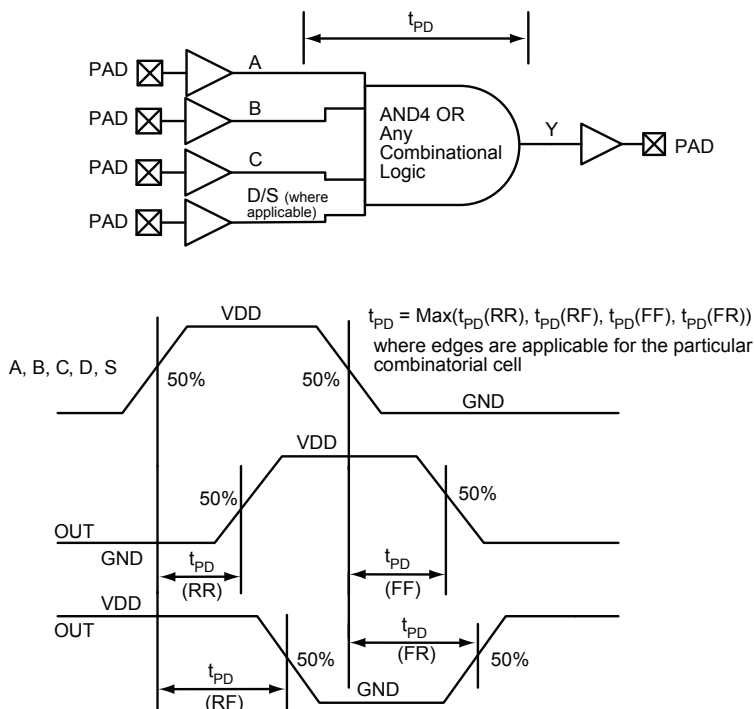 tPD
PAD
A
PAD
B
PAD
C
D/S (where
applicable)
PAD
AND4 OR
Any
Combinational
Logic
Y
PAD
tPD = Max(tPD(RR), tPD(RF), tPD(FF), tPD(FR))
where edges are applicable for the particular
combinatorial cell
VDD
A, B, C, D, S
50%
50%
GND
VDD
50%
50%
OUT
GND
tPD
(RR)
tPD
(FF)
VDD
OUT
tPD
(FR)
50%
50%
tPD
(RF)
GND